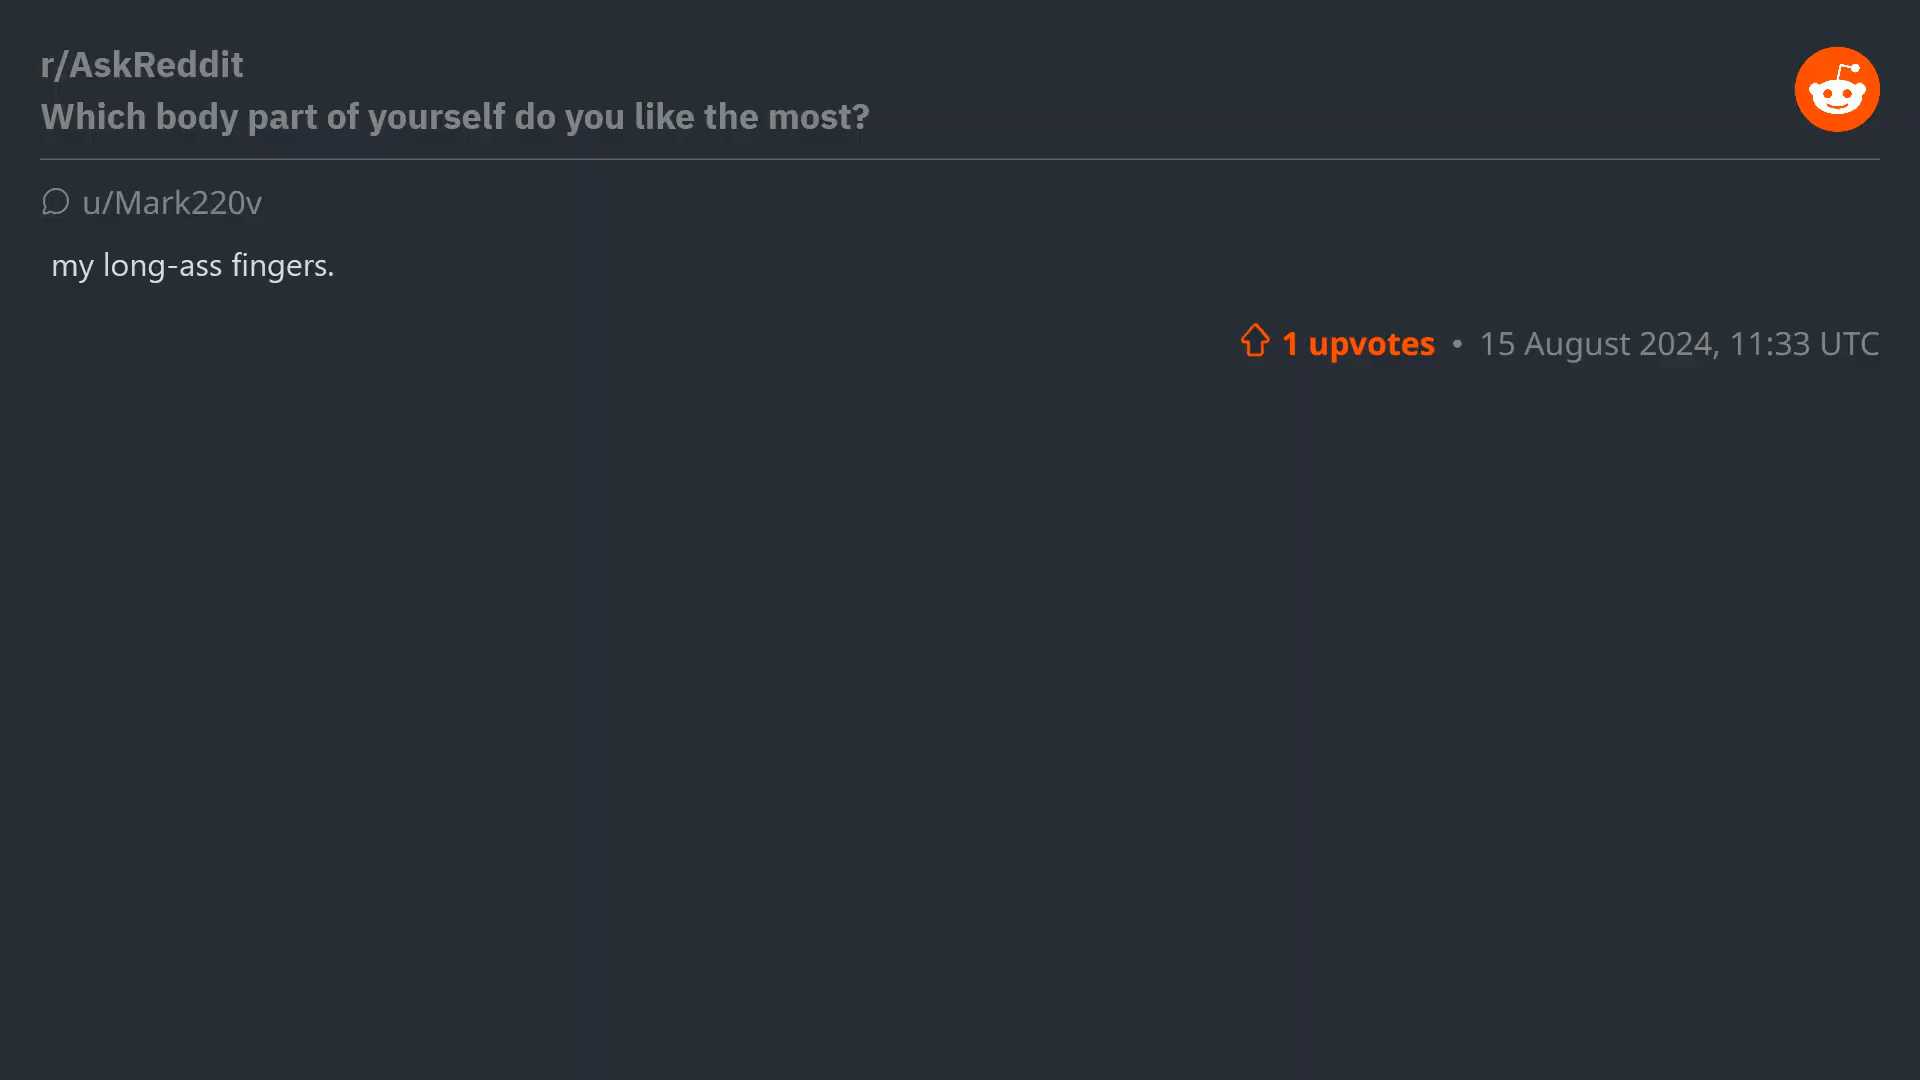 r/AskReddit
Which body part of yourself do you like the most?
u/Mark220v
my long-ass fingers.
1 upvotes • 15 August 2024, 11:33 UTC